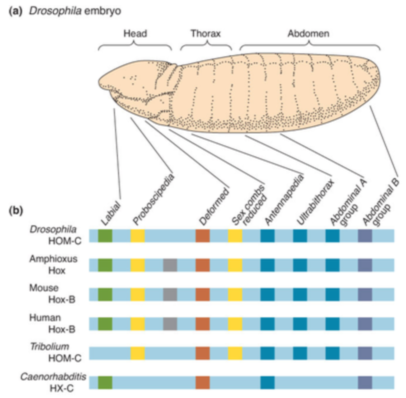 (a) Drosophila embryo
Head Thorax Abdomen
(b)
Labial
Proboscipedia
Deformed
Sex combs
reduced
Antennapedia
Ultrabithorax
Abdominal A
group
Abdominal B
group
Drosophila
HOM-C
Amphioxus
Hox
Mouse
Hox-B
Human
Hox-B
Tribolium
HOM-C
Caenorhabditis
HX-C